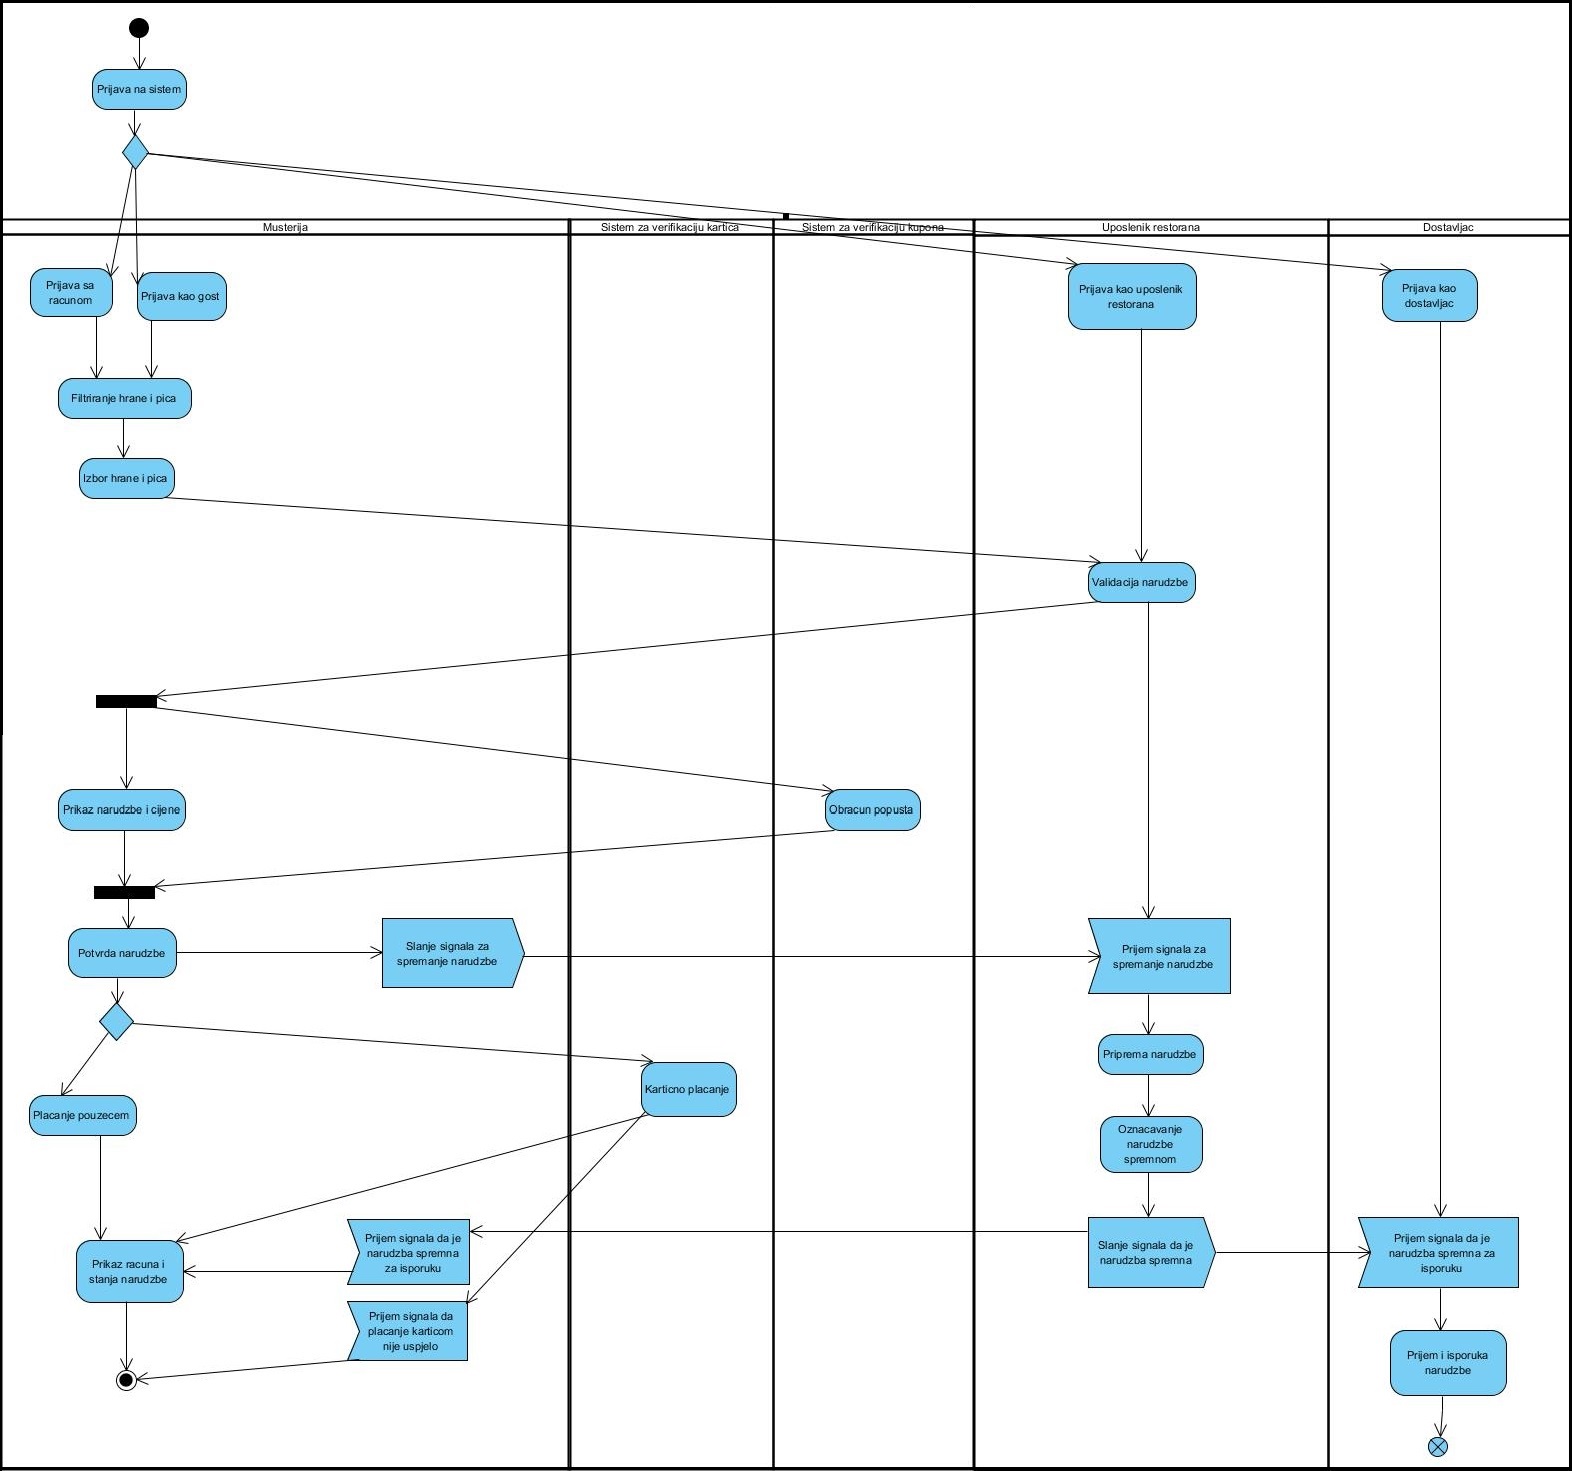 Prijava na sistem
Musterija
Sistem za verifikaciju kartica
Sistem za verifikaciju kupona
Uposlenik restorana
Dostavljac
Prijava sa
racunom
Prijava kao gost
Prijava kao uposlenik
restorana
Prijava kao
dostavljac
Filtriranje hrane i pica
Izbor hrane i pica
Validacija narudzbe
Prikaz narudzbe i cijene
Obracun popusta
Potvrda narudzbe
Slanje signala za
spremanje narudzbe
Prijem signala za
spremanje narudzbe
Priprema narudzbe
Karticno placanje
Placanje pouzecem
Oznacavanje
narudzbe
spremnom
Prikaz racuna i
stanja narudzbe
Prijem signala da je
narudzba spremna
za isporuku
Slanje signala da je
narudzba spremna
Prijem signala da je
narudzba spremna za
isporuku
Prijem signala da
placanje karticom
nije uspjelo
Prijem i isporuka
narudzbe